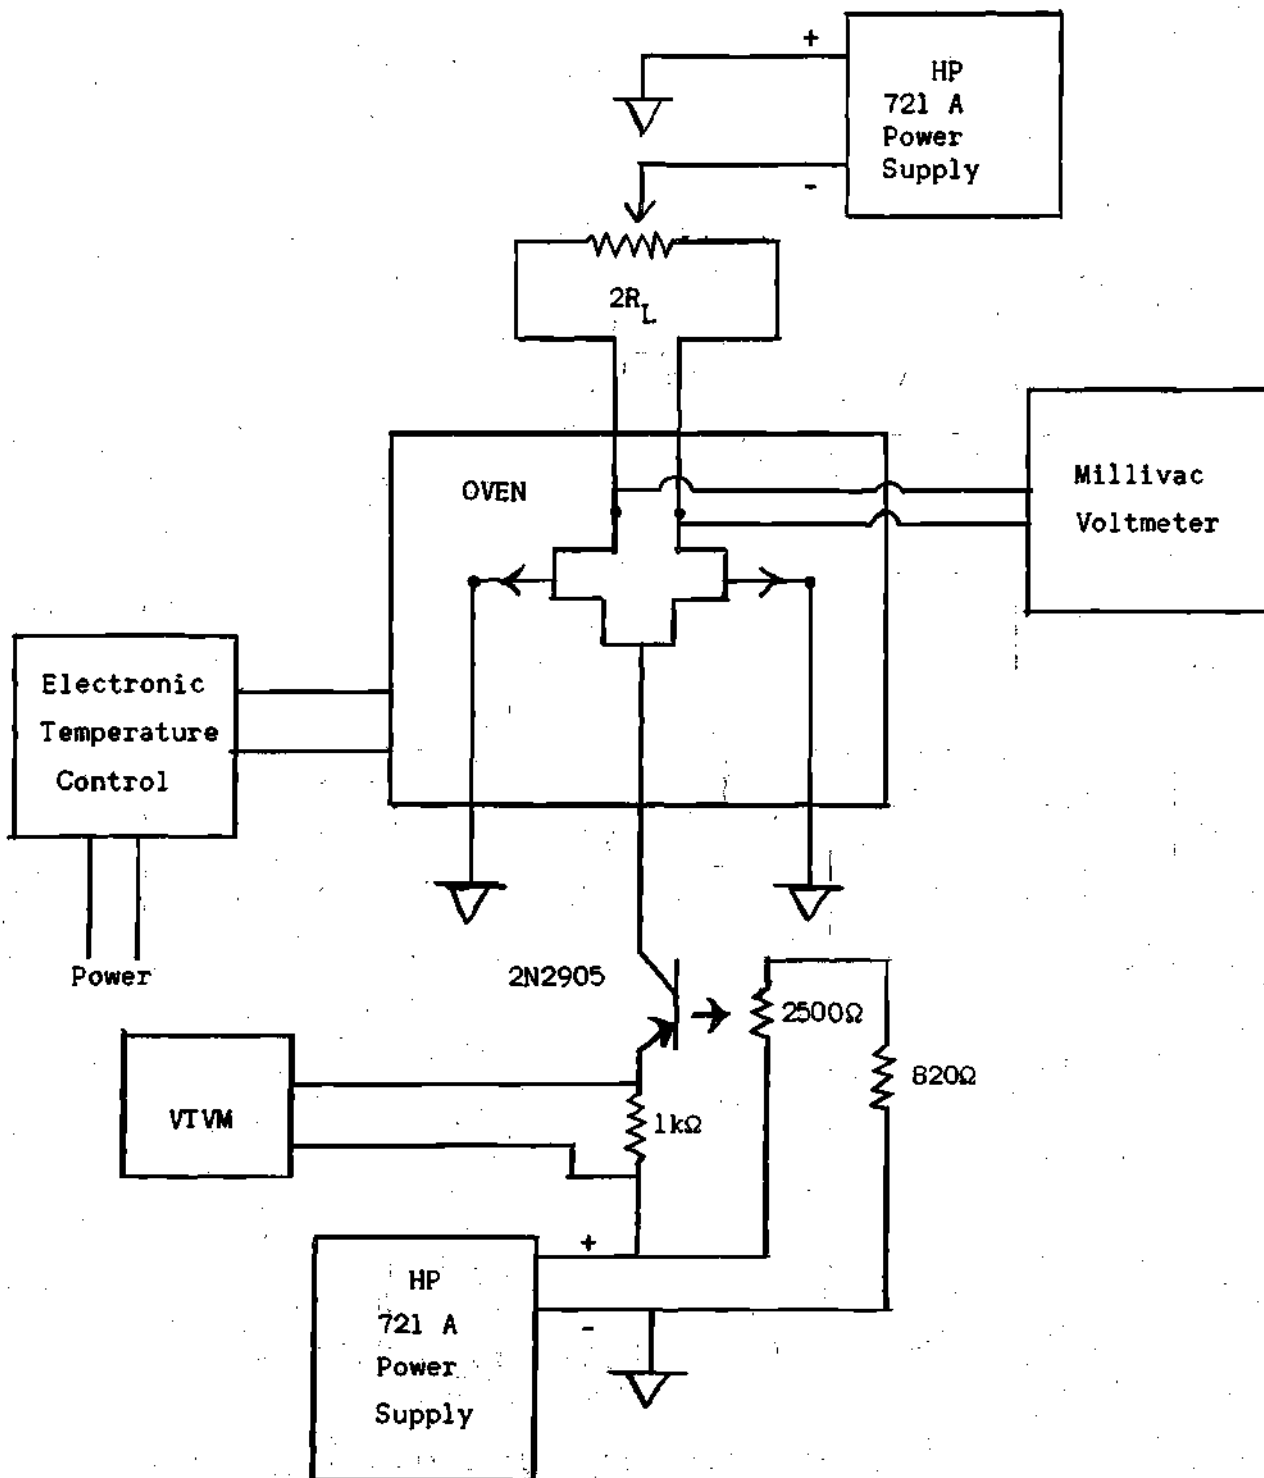 +
HP
721 A
Power
Supply
-
2R_L
OVEN
Millivac
Voltmeter
Electronic
Temperature
Control
Power
2N2905
2500Ω
820Ω
VTVM
1kΩ
+
HP
721 A
Power
Supply
-